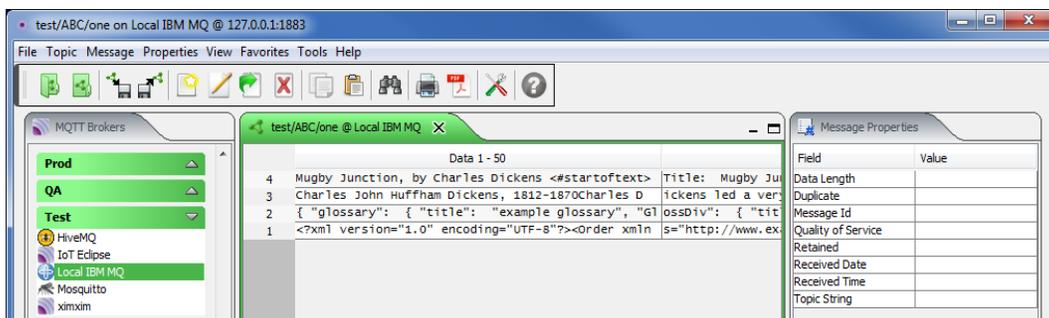 test/ABC/one on Local IBM MQ @ 127.0.0.1:1883
File Topic Message Properties View Favorites Tools Help
PDF
MQTT Brokers
Prod
QA
Test
HiveMQ
IoT Eclipse
Local IBM MQ
Mosquitto
ximxim
test/ABC/one @ Local IBM MQ X
Data 1 - 50
4 Mugby Junction, by Charles Dickens <#startoftext> Title: Mugby Jun
3 Charles John Huffham Dickens, 1812-1870Charles D ickens led a very
2 { "glossary": { "title": "example glossary", "Gl ossDiv": { "tit
1 <?xml version="1.0" encoding="UTF-8"?><Order xmln s="http://www.exa
Message Properties
Field Value
Data Length
Duplicate
Message Id
Quality of Service
Retained
Received Date
Received Time
Topic String